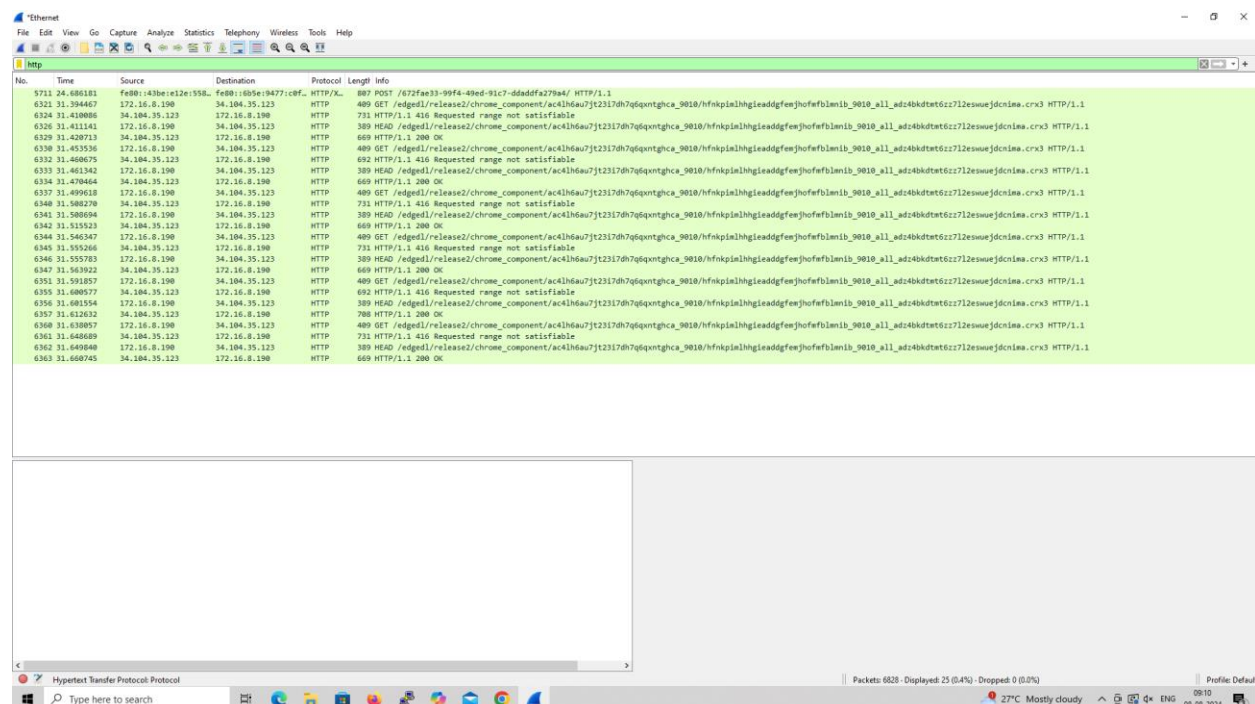 *Ethernet
File Edit View Go Capture Analyze Statistics Telephony Wireless Tools Help
http
No. Time Source Destination Protocol Length Info
5711 24.686181 fe80::43be:e12e:558… fe80::6b5e:9477:c0f… HTTP/X… 807 POST /672fae33-99f4-49ed-91c7-ddaddfa279a4/ HTTP/1.1
6321 31.394467 172.16.8.190 34.104.35.123 HTTP 409 GET /edgedl/release2/chrome_component/ac4lh6au7jt23i7dh7q6qxntghca_9010/hfnkpimlhhgieaddgfemjhofmfblmnib_9010_all_adz4bkdtmt6zz7l2eswuejdcnima.crx3 HTTP/1.1
6324 31.410086 34.104.35.123 172.16.8.190 HTTP 731 HTTP/1.1 416 Requested range not satisfiable
6326 31.411141 172.16.8.190 34.104.35.123 HTTP 389 HEAD /edgedl/release2/chrome_component/ac4lh6au7jt23i7dh7q6qxntghca_9010/hfnkpimlhhgieaddgfemjhofmfblmnib_9010_all_adz4bkdtmt6zz7l2eswuejdcnima.crx3 HTTP/1.1
6329 31.420713 34.104.35.123 172.16.8.190 HTTP 669 HTTP/1.1 200 OK
6330 31.453536 172.16.8.190 34.104.35.123 HTTP 409 GET /edgedl/release2/chrome_component/ac4lh6au7jt23i7dh7q6qxntghca_9010/hfnkpimlhhgieaddgfemjhofmfblmnib_9010_all_adz4bkdtmt6zz7l2eswuejdcnima.crx3 HTTP/1.1
6332 31.460675 34.104.35.123 172.16.8.190 HTTP 692 HTTP/1.1 416 Requested range not satisfiable
6333 31.461342 172.16.8.190 34.104.35.123 HTTP 389 HEAD /edgedl/release2/chrome_component/ac4lh6au7jt23i7dh7q6qxntghca_9010/hfnkpimlhhgieaddgfemjhofmfblmnib_9010_all_adz4bkdtmt6zz7l2eswuejdcnima.crx3 HTTP/1.1
6334 31.470464 34.104.35.123 172.16.8.190 HTTP 669 HTTP/1.1 200 OK
6337 31.499618 172.16.8.190 34.104.35.123 HTTP 409 GET /edgedl/release2/chrome_component/ac4lh6au7jt23i7dh7q6qxntghca_9010/hfnkpimlhhgieaddgfemjhofmfblmnib_9010_all_adz4bkdtmt6zz7l2eswuejdcnima.crx3 HTTP/1.1
6340 31.508270 34.104.35.123 172.16.8.190 HTTP 731 HTTP/1.1 416 Requested range not satisfiable
6341 31.508694 172.16.8.190 34.104.35.123 HTTP 389 HEAD /edgedl/release2/chrome_component/ac4lh6au7jt23i7dh7q6qxntghca_9010/hfnkpimlhhgieaddgfemjhofmfblmnib_9010_all_adz4bkdtmt6zz7l2eswuejdcnima.crx3 HTTP/1.1
6342 31.515523 34.104.35.123 172.16.8.190 HTTP 669 HTTP/1.1 200 OK
6344 31.546347 172.16.8.190 34.104.35.123 HTTP 409 GET /edgedl/release2/chrome_component/ac4lh6au7jt23i7dh7q6qxntghca_9010/hfnkpimlhhgieaddgfemjhofmfblmnib_9010_all_adz4bkdtmt6zz7l2eswuejdcnima.crx3 HTTP/1.1
6345 31.555266 34.104.35.123 172.16.8.190 HTTP 731 HTTP/1.1 416 Requested range not satisfiable
6346 31.555783 172.16.8.190 34.104.35.123 HTTP 389 HEAD /edgedl/release2/chrome_component/ac4lh6au7jt23i7dh7q6qxntghca_9010/hfnkpimlhhgieaddgfemjhofmfblmnib_9010_all_adz4bkdtmt6zz7l2eswuejdcnima.crx3 HTTP/1.1
6347 31.563922 34.104.35.123 172.16.8.190 HTTP 669 HTTP/1.1 200 OK
6351 31.591857 172.16.8.190 34.104.35.123 HTTP 409 GET /edgedl/release2/chrome_component/ac4lh6au7jt23i7dh7q6qxntghca_9010/hfnkpimlhhgieaddgfemjhofmfblmnib_9010_all_adz4bkdtmt6zz7l2eswuejdcnima.crx3 HTTP/1.1
6355 31.600577 34.104.35.123 172.16.8.190 HTTP 692 HTTP/1.1 416 Requested range not satisfiable
6356 31.601554 172.16.8.190 34.104.35.123 HTTP 389 HEAD /edgedl/release2/chrome_component/ac4lh6au7jt23i7dh7q6qxntghca_9010/hfnkpimlhhgieaddgfemjhofmfblmnib_9010_all_adz4bkdtmt6zz7l2eswuejdcnima.crx3 HTTP/1.1
6357 31.612632 34.104.35.123 172.16.8.190 HTTP 708 HTTP/1.1 200 OK
6360 31.638057 172.16.8.190 34.104.35.123 HTTP 409 GET /edgedl/release2/chrome_component/ac4lh6au7jt23i7dh7q6qxntghca_9010/hfnkpimlhhgieaddgfemjhofmfblmnib_9010_all_adz4bkdtmt6zz7l2eswuejdcnima.crx3 HTTP/1.1
6361 31.648689 34.104.35.123 172.16.8.190 HTTP 731 HTTP/1.1 416 Requested range not satisfiable
6362 31.649840 172.16.8.190 34.104.35.123 HTTP 389 HEAD /edgedl/release2/chrome_component/ac4lh6au7jt23i7dh7q6qxntghca_9010/hfnkpimlhhgieaddgfemjhofmfblmnib_9010_all_adz4bkdtmt6zz7l2eswuejdcnima.crx3 HTTP/1.1
6363 31.660745 34.104.35.123 172.16.8.190 HTTP 669 HTTP/1.1 200 OK
Hypertext Transfer Protocol: Protocol Packets: 6828 · Displayed: 25 (0.4%) · Dropped: 0 (0.0%) Profile: Defaul
Type here to search 27°C Mostly cloudy ENG 09:10